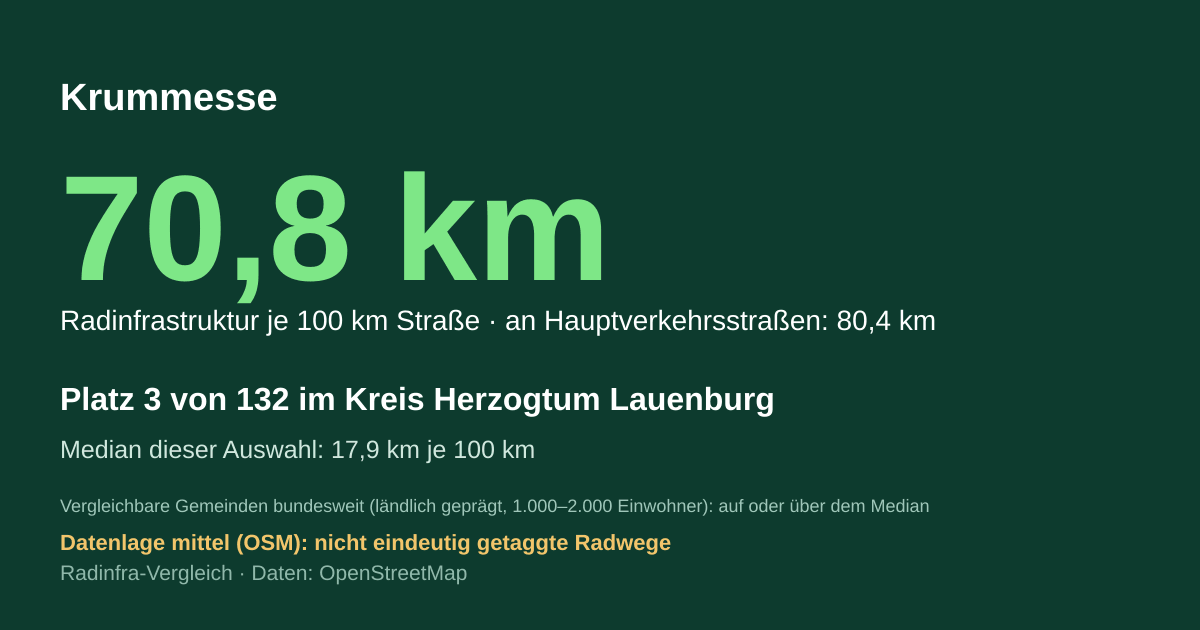 Krummesse
70,8 km
Radinfrastruktur je 100 km Straße · an Hauptverkehrsstraßen: 80,4 km
Platz 3 von 132 im Kreis Herzogtum Lauenburg
Median dieser Auswahl: 17,9 km je 100 km
Vergleichbare Gemeinden bundesweit (ländlich geprägt, 1.000–2.000 Einwohner): auf oder über dem Median
Datenlage mittel (OSM): nicht eindeutig getaggte Radwege
Radinfra-Vergleich · Daten: OpenStreetMap